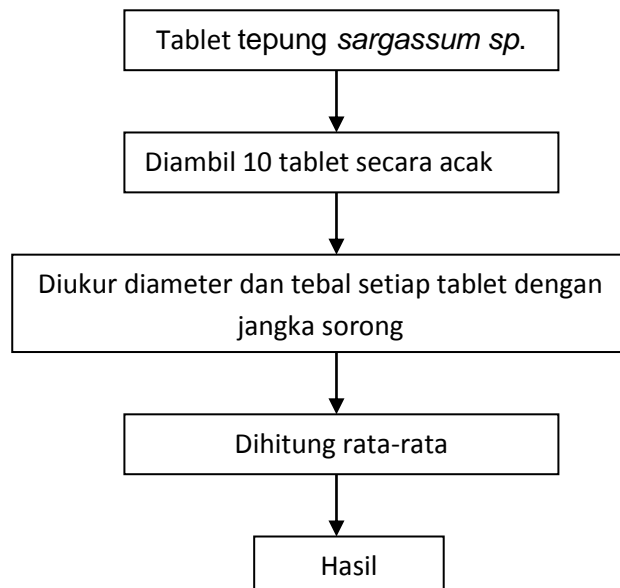 Tablet tepung sargassum sp.
Diambil 10 tablet secara acak
Diukur diameter dan tebal setiap tablet dengan
jangka sorong
Dihitung rata-rata
Hasil